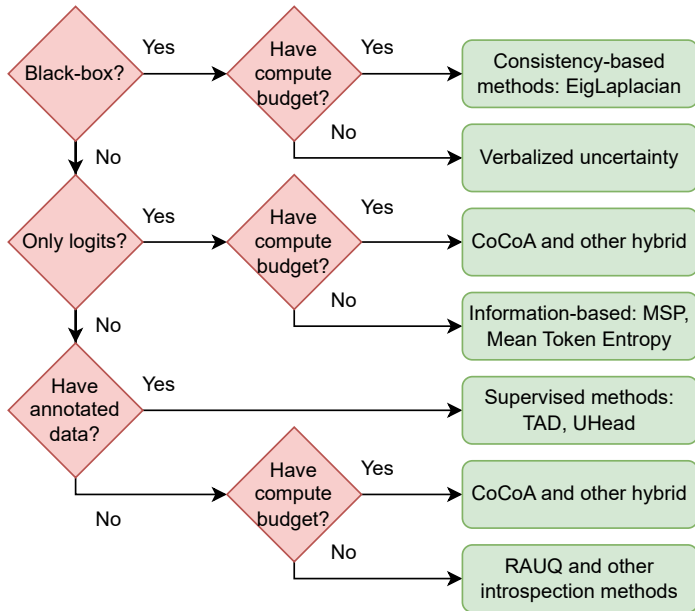 Black-box?
Yes
Have
compute
budget?
Yes
Consistency-based
methods: EigLaplacian
No
Verbalized uncertainty
No
Only logits?
Yes
Have
compute
budget?
Yes
CoCoA and other hybrid
No
Information-based: MSP,
Mean Token Entropy
No
Have
annotated
data?
Yes
Supervised methods:
TAD, UHead
No
Have
compute
budget?
Yes
CoCoA and other hybrid
No
RAUQ and other
introspection methods